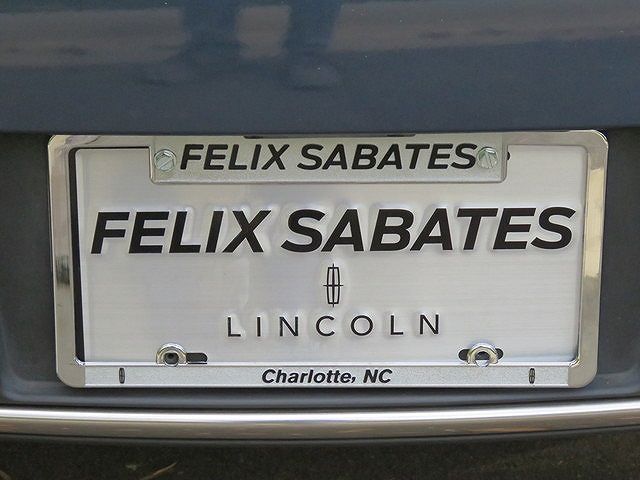 FELIX SABATES
FELIX SABATES
LINCOLN
Charlotte, NC